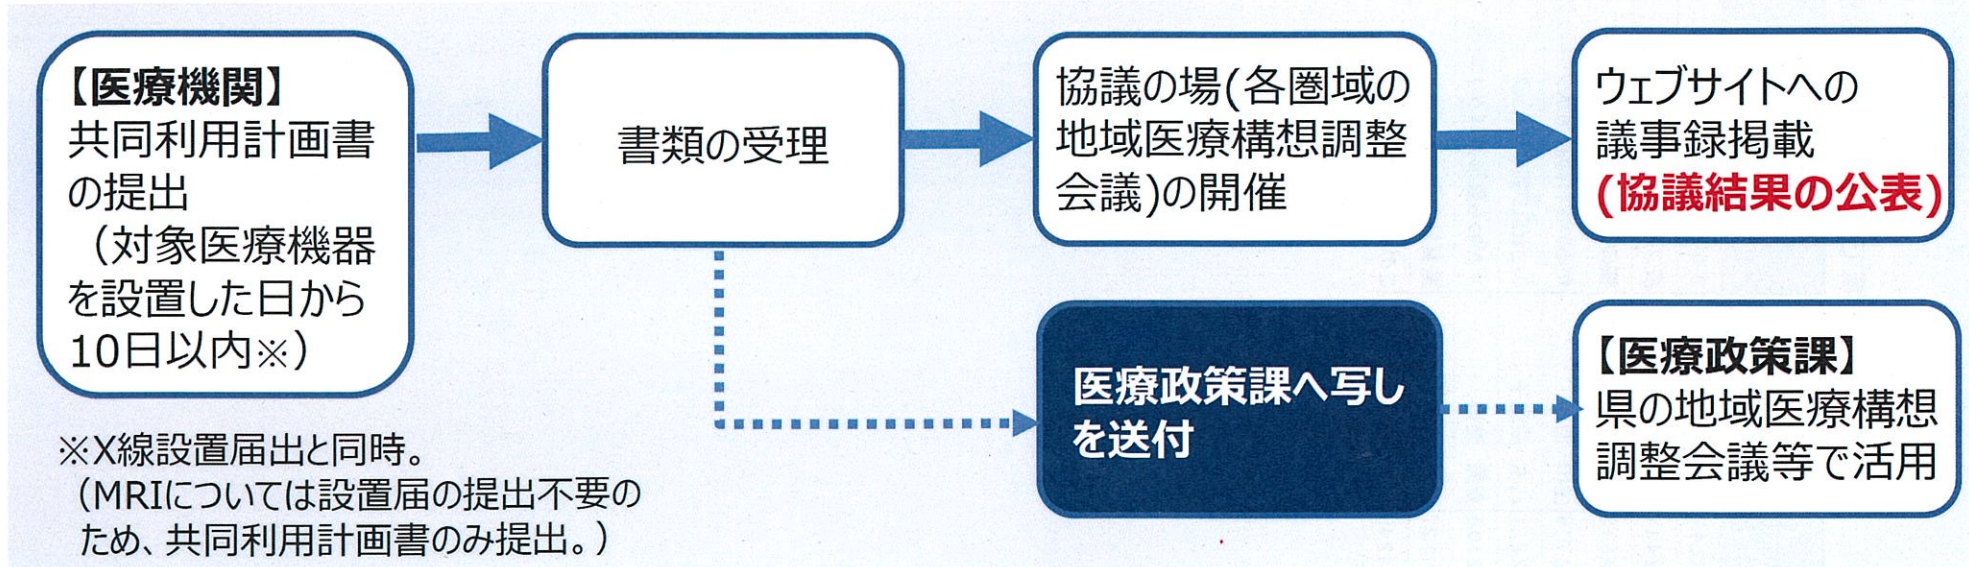 【医療機関】
共同利用計画書
の提出
（対象医療機器
を設置した日から
10日以内※）
書類の受理
協議の場(各圏域の
地域医療構想調整
会議)の開催
ウェブサイトへの
議事録掲載
(協議結果の公表)
医療政策課へ写し
を送付
【医療政策課】
県の地域医療構想
調整会議等で活用
※X線設置届出と同時。
(MRIについては設置届の提出不要の
ため、共同利用計画書のみ提出。）